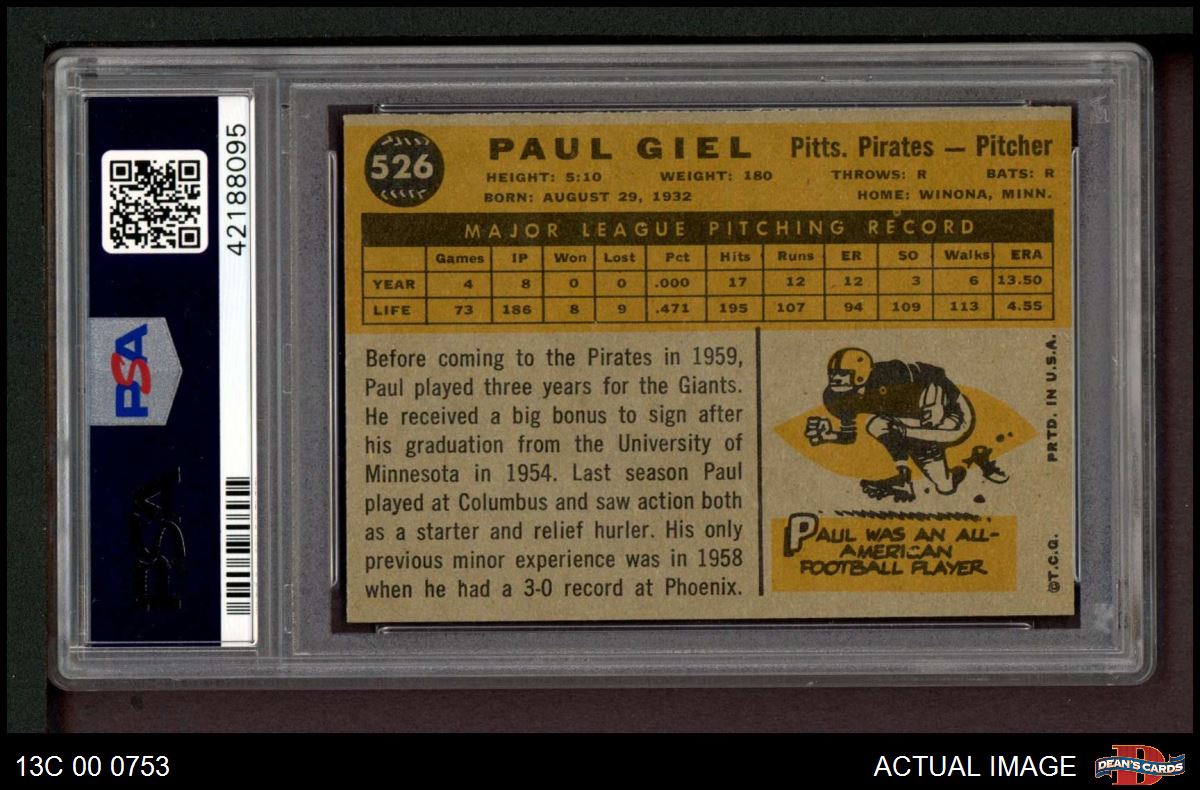 PSA
42188095
PSA
526
PAUL GIEL
Pitts. Pirates — Pitcher
HEIGHT: 5:10 WEIGHT: 180 THROWS: R BATS: R
BORN: AUGUST 29, 1932 HOME: WINONA, MINN.
MAJOR LEAGUE PITCHING RECORD
Games IP Won Lost Pct Hits Runs ER SO Walks ERA
YEAR 4 8 0 0 .000 17 12 12 3 6 13.50
LIFE 73 186 8 9 .471 195 107 94 109 113 4.55
Before coming to the Pirates in 1959,
Paul played three years for the Giants.
He received a big bonus to sign after
his graduation from the University of
Minnesota in 1954. Last season Paul
played at Columbus and saw action both
as a starter and relief hurler. His only
previous minor experience was in 1958
when he had a 3-0 record at Phoenix.
PAUL WAS AN ALL-
AMERICAN
FOOTBALL PLAYER
©T.C.G. PRTD. IN U.S.A.
13C 00 0753
ACTUAL IMAGE
D
DEAN'S CARDS